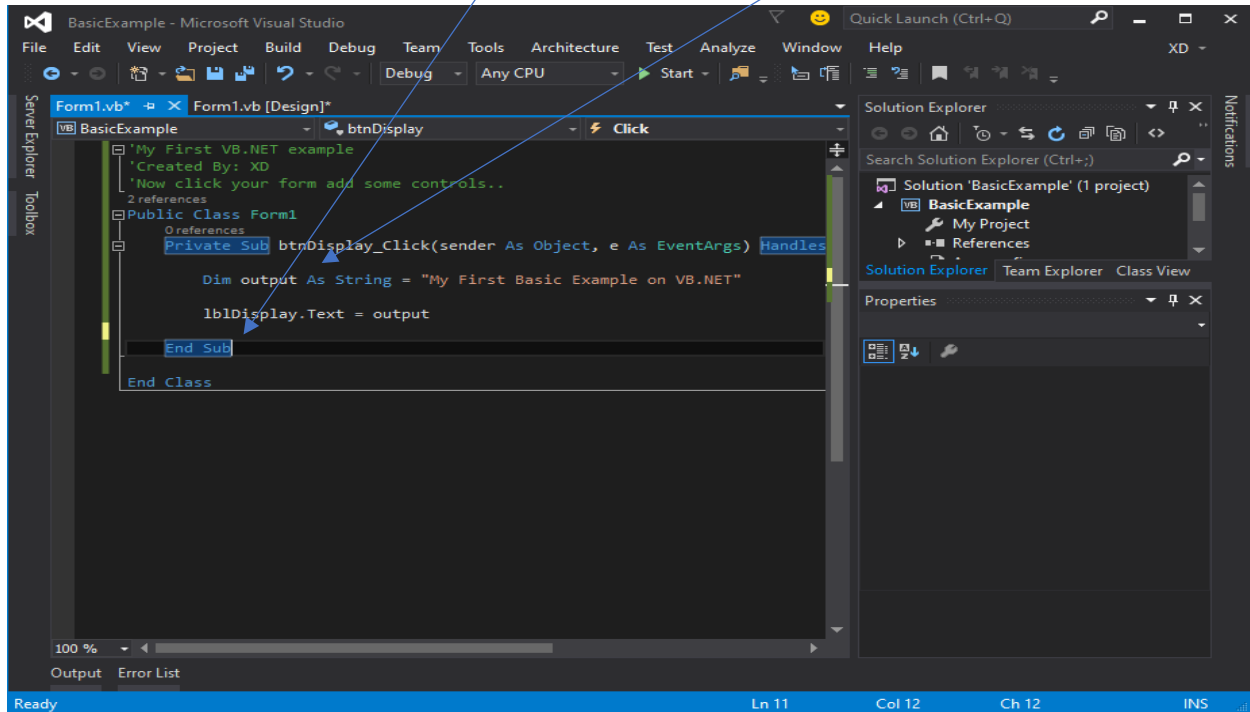 BasicExample - Microsoft Visual Studio
Quick Launch (Ctrl+Q)
File Edit View Project Build Debug Team Tools Architecture Test Analyze Window Help XD
Debug Any CPU Start
Server Explorer
Toolbox
Form1.vb* Form1.vb [Design]*
VB BasicExample btnDisplay Click
'My First VB.NET example
'Created By: XD
'Now click your form add some controls..
2 references
Public Class Form1
0 references
Private Sub btnDisplay_Click(sender As Object, e As EventArgs) Handles
Dim output As String = "My First Basic Example on VB.NET"
lblDisplay.Text = output
End Sub
End Class
100 %
Output Error List
Solution Explorer
Search Solution Explorer (Ctrl+;)
Solution 'BasicExample' (1 project)
VB BasicExample
My Project
References
Solution Explorer Team Explorer Class View
Properties
Notifications
Ready Ln 11 Col 12 Ch 12 INS